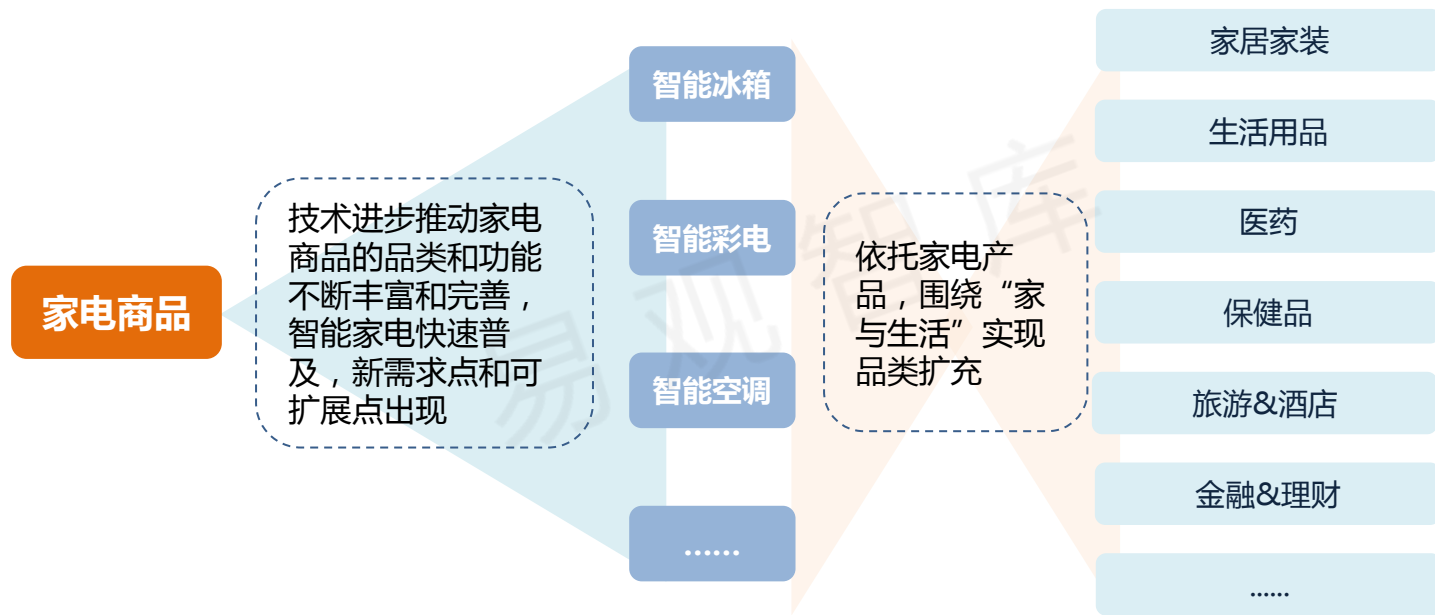 家电商品
技术进步推动家电
商品的品类和功能
不断丰富和完善，
智能家电快速普
及，新需求点和可
扩展点出现
智能冰箱
智能彩电
智能空调
……
依托家电产
品，围绕“家
与生活”实现
品类扩充
家居家装
生活用品
医药
保健品
旅游&酒店
金融&理财
……
易观智库